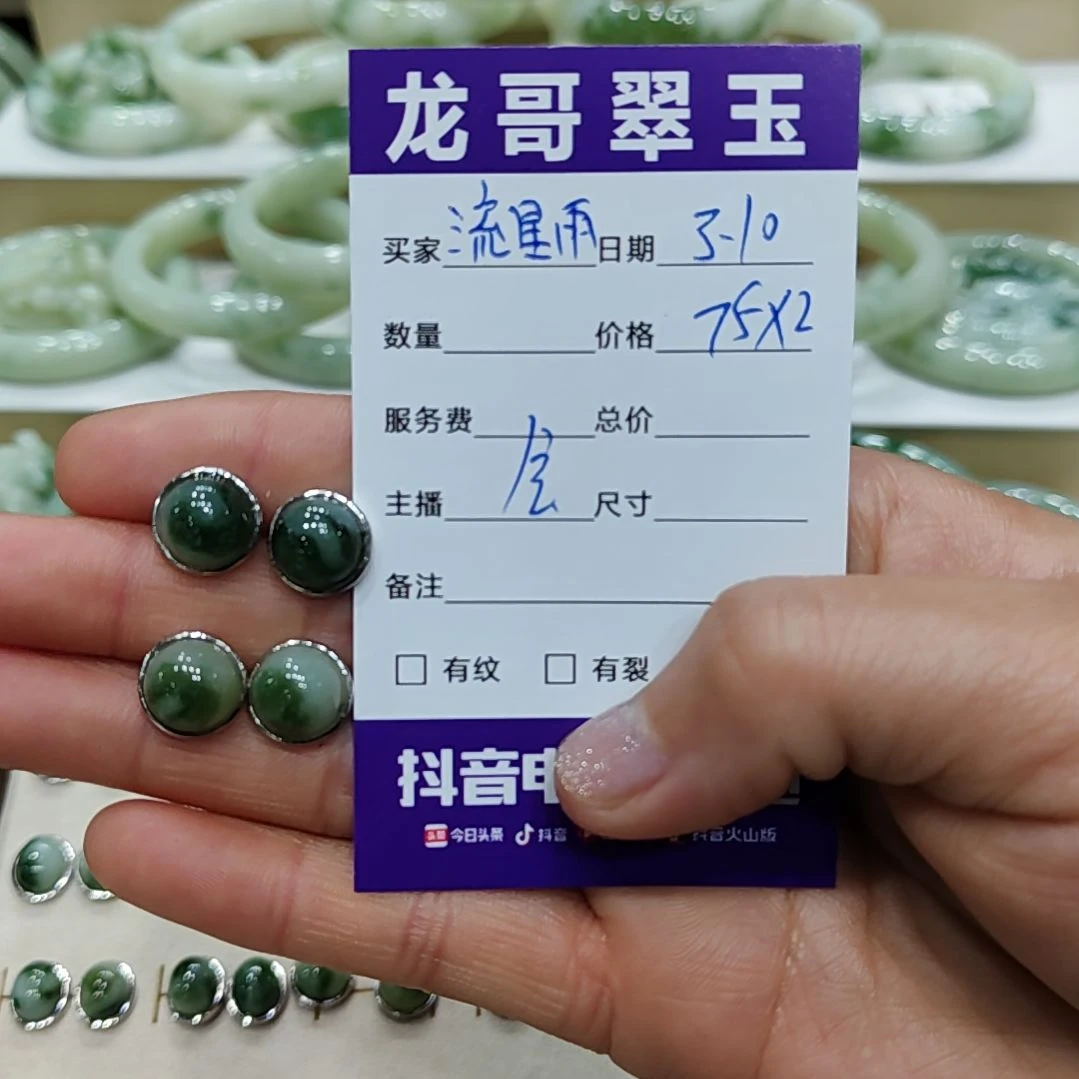 龙哥翠玉
买家 流星雨 日期 3-10
数量 价格 75X2
服务费 总价
主播 尺寸
备注
□ 有纹 □ 有裂
抖音电
头条 今日头条 抖音 抖音火山版